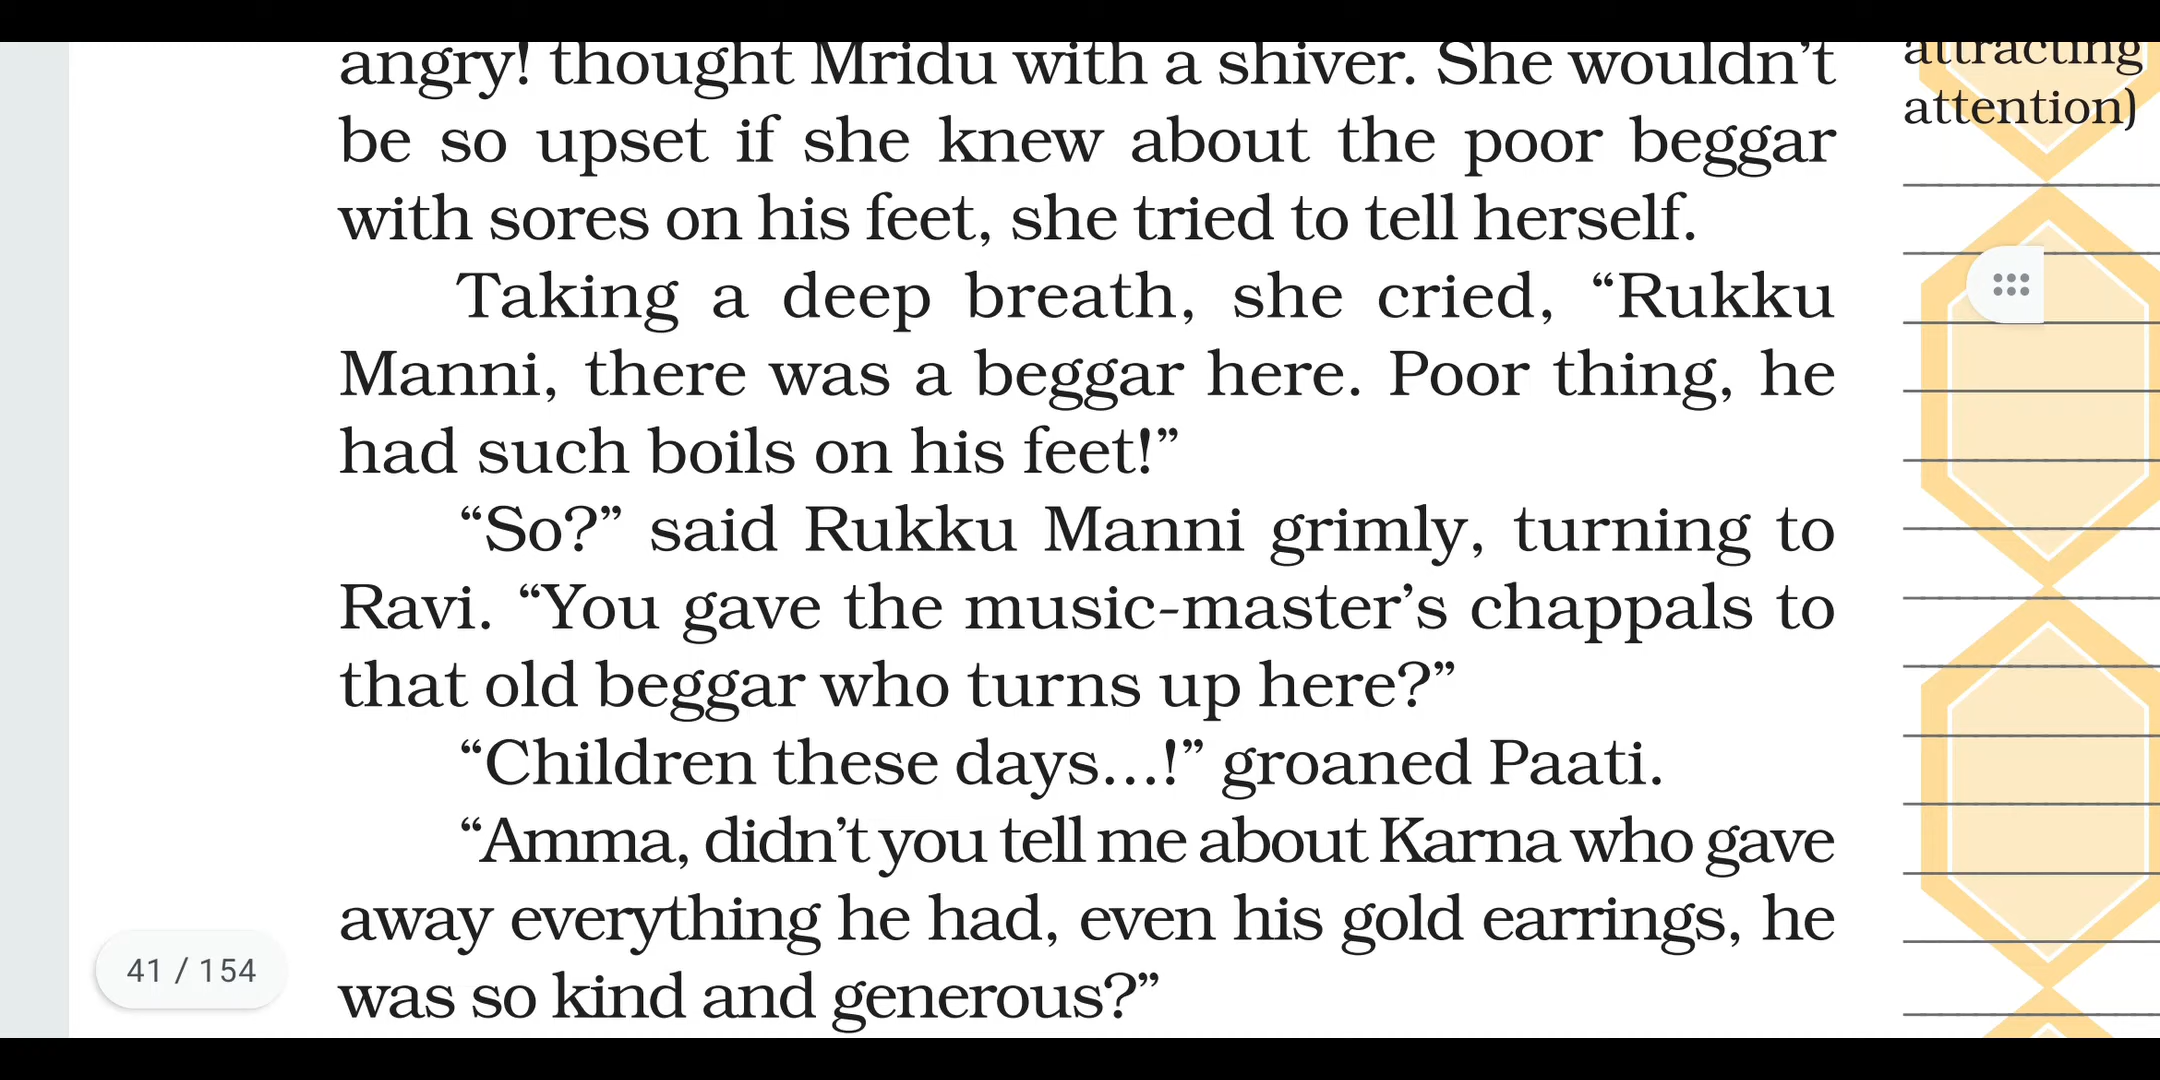 angry! thought Mridu with a shiver. She wouldn’t
be so upset if she knew about the poor beggar
with sores on his feet, she tried to tell herself.
Taking a deep breath, she cried, “Rukku
Manni, there was a beggar here. Poor thing, he
had such boils on his feet!”
“So?” said Rukku Manni grimly, turning to
Ravi. “You gave the music-master’s chappals to
that old beggar who turns up here?”
“Children these days...!” groaned Paati.
“Amma, didn’t you tell me about Karna who gave
away everything he had, even his gold earrings, he
was so kind and generous?”
attracting
attention)
41 / 154